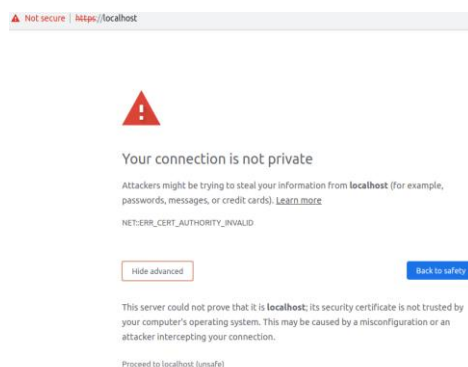 Not secure | https://localhost
Your connection is not private
Attackers might be trying to steal your information from localhost (for example,
passwords, messages, or credit cards). Learn more
NET::ERR_CERT_AUTHORITY_INVALID
Hide advanced
Back to safety
This server could not prove that it is localhost; its security certificate is not trusted by
your computer's operating system. This may be caused by a misconfiguration or an
attacker intercepting your connection.
Proceed to localhost (unsafe)